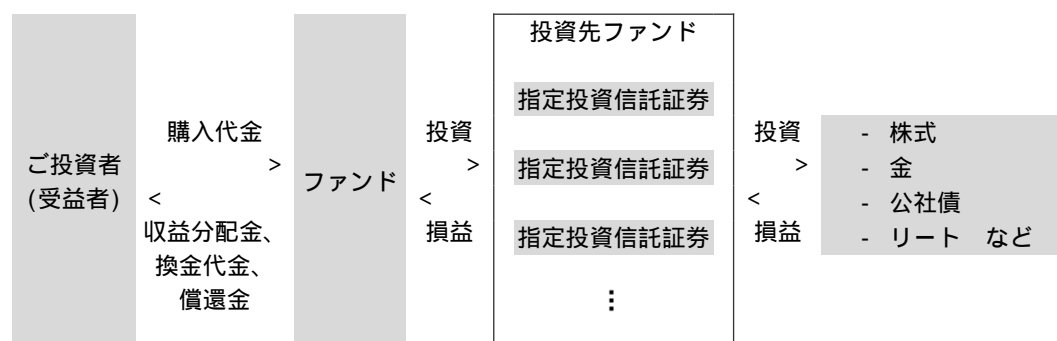 ご投資者
(受益者)
購入代金
>
<
収益分配金、
換金代金、
償還金
ファンド
投資
>
<
損益
投資先ファンド
指定投資信託証券
指定投資信託証券
指定投資信託証券
⋮
投資
>
<
損益
- 株式
- 金
- 公社債
- リート など